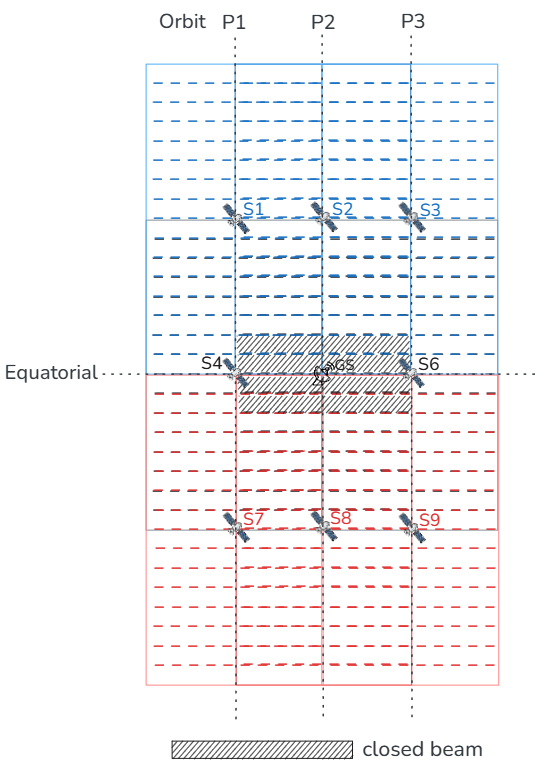 Orbit P1 P2 P3
S1 S2 S3
S4 GS S6
Equatorial
S7 S8 S9
closed beam